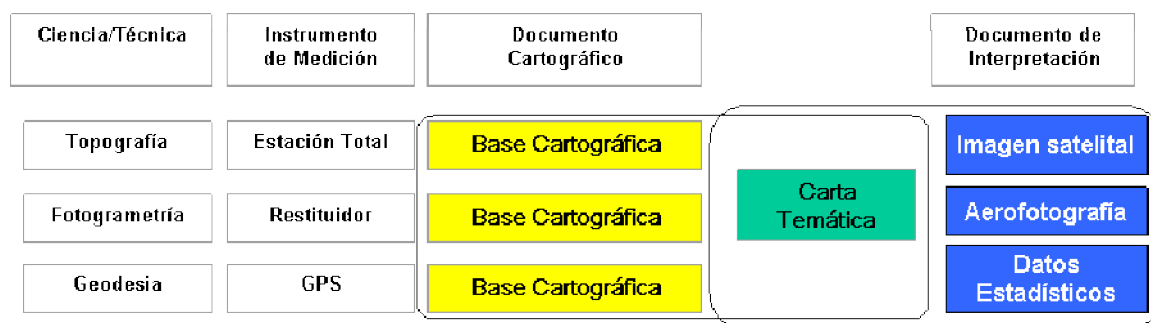 Ciencia/Técnica
Instrumento
de Medición
Documento
Cartográfico
Documento de
Interpretación
Topografía
Estación Total
Base Cartográfica
Imagen satelital
Carta
Temática
Fotogrametría
Restituidor
Base Cartográfica
Aerofotografía
Geodesia
GPS
Base Cartográfica
Datos
Estadísticos